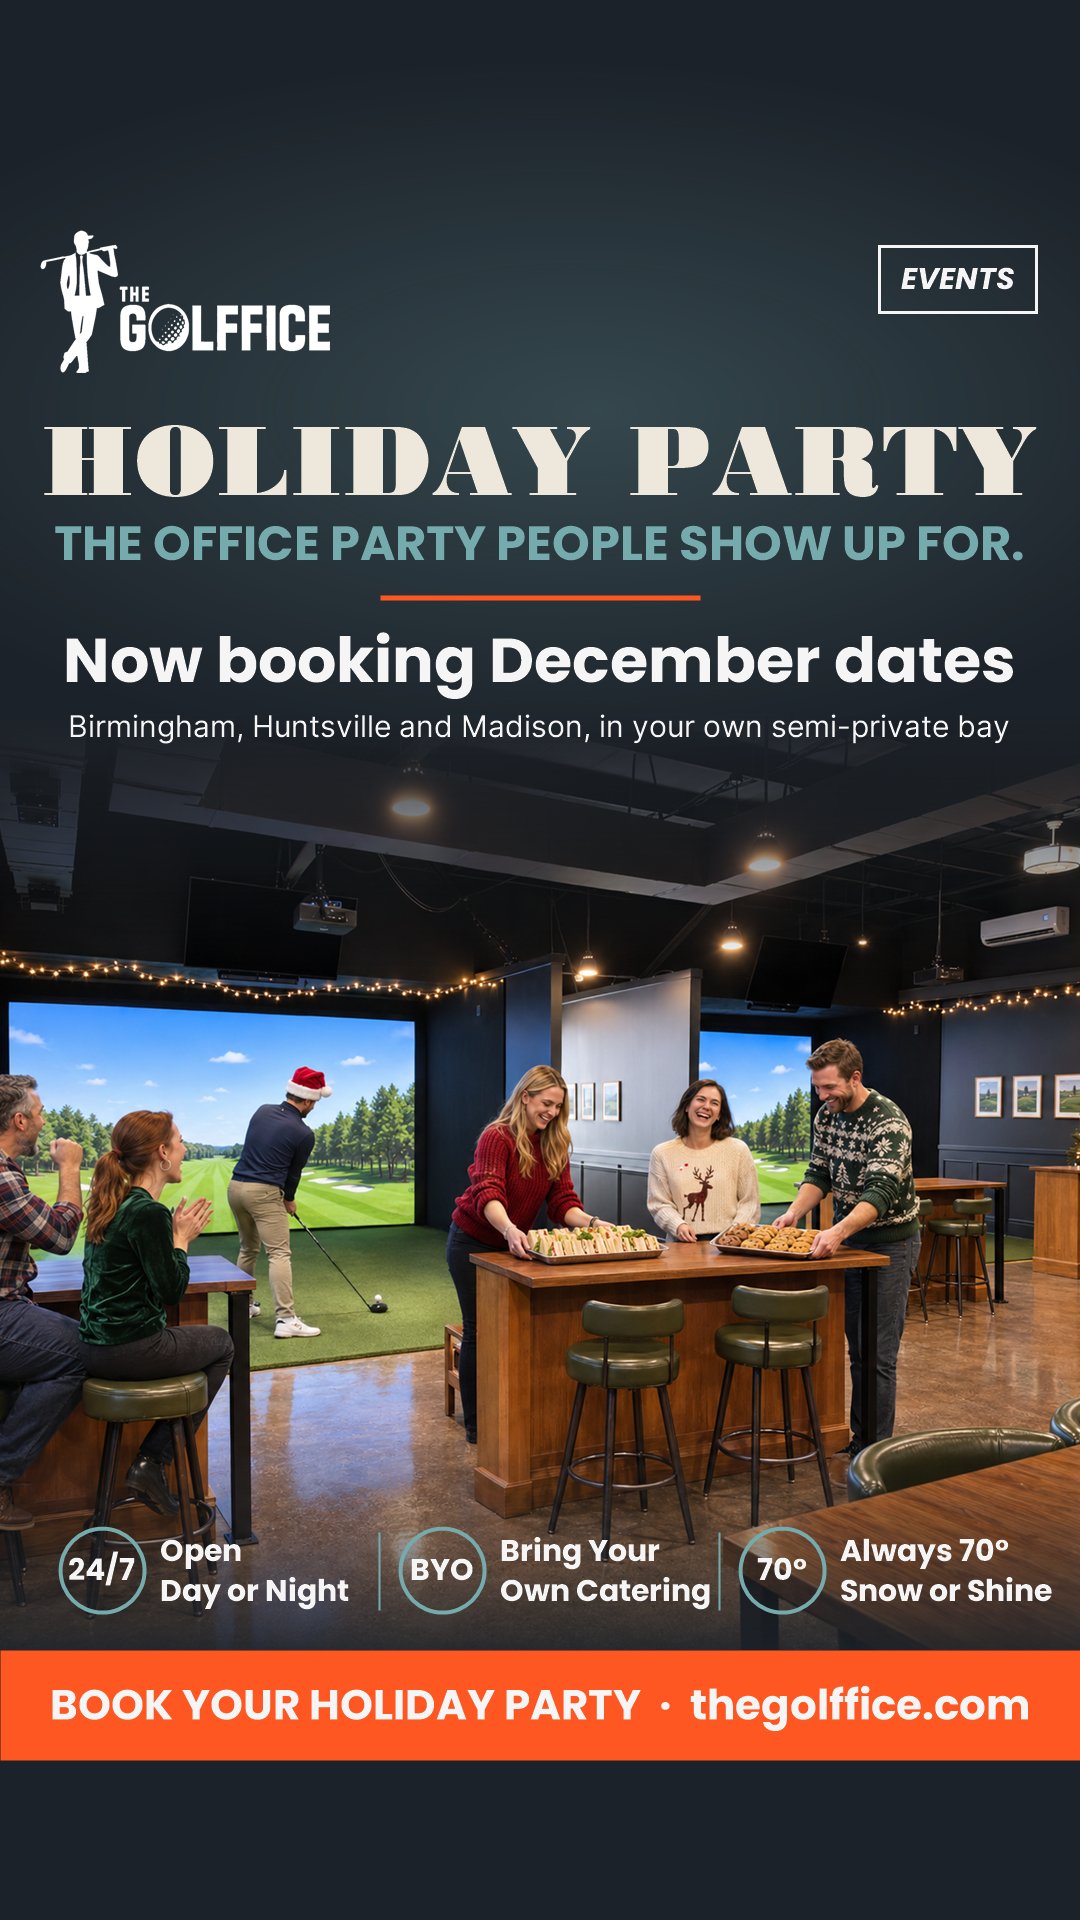 THE
GOLFFICE
EVENTS
HOLIDAY PARTY
THE OFFICE PARTY PEOPLE SHOW UP FOR.
Now booking December dates
Birmingham, Huntsville and Madison, in your own semi-private bay
24/7
Open
Day or Night
BYO
Bring Your
Own Catering
70°
Always 70°
Snow or Shine
BOOK YOUR HOLIDAY PARTY · thegolffice.com